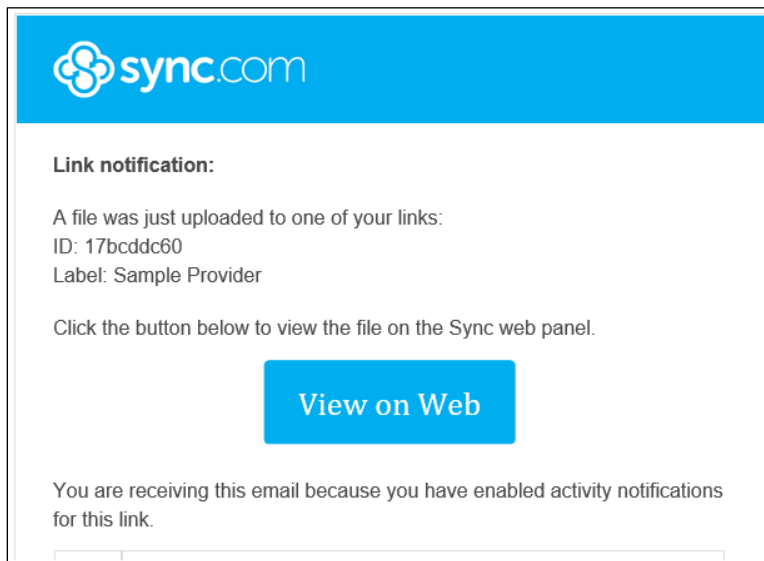 sync.com
Link notification:
A file was just uploaded to one of your links:
ID: 17bcddc60
Label: Sample Provider
Click the button below to view the file on the Sync web panel.
View on Web
You are receiving this email because you have enabled activity notifications
for this link.